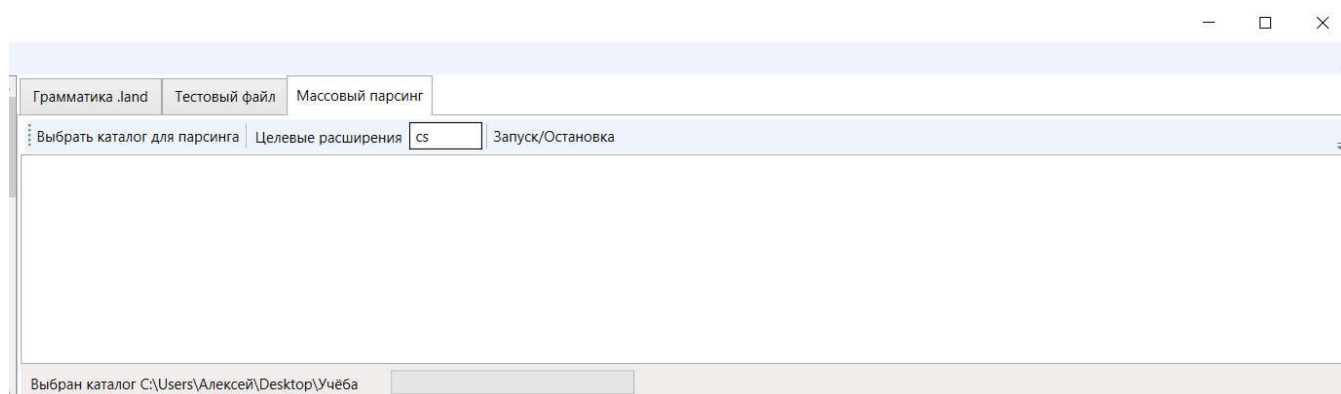 Грамматика .land Тестовый файл Массовый парсинг
Выбрать каталог для парсинга Целевые расширения cs Запуск/Остановка
Выбран каталог C:\Users\Алексей\Desktop\Учёба